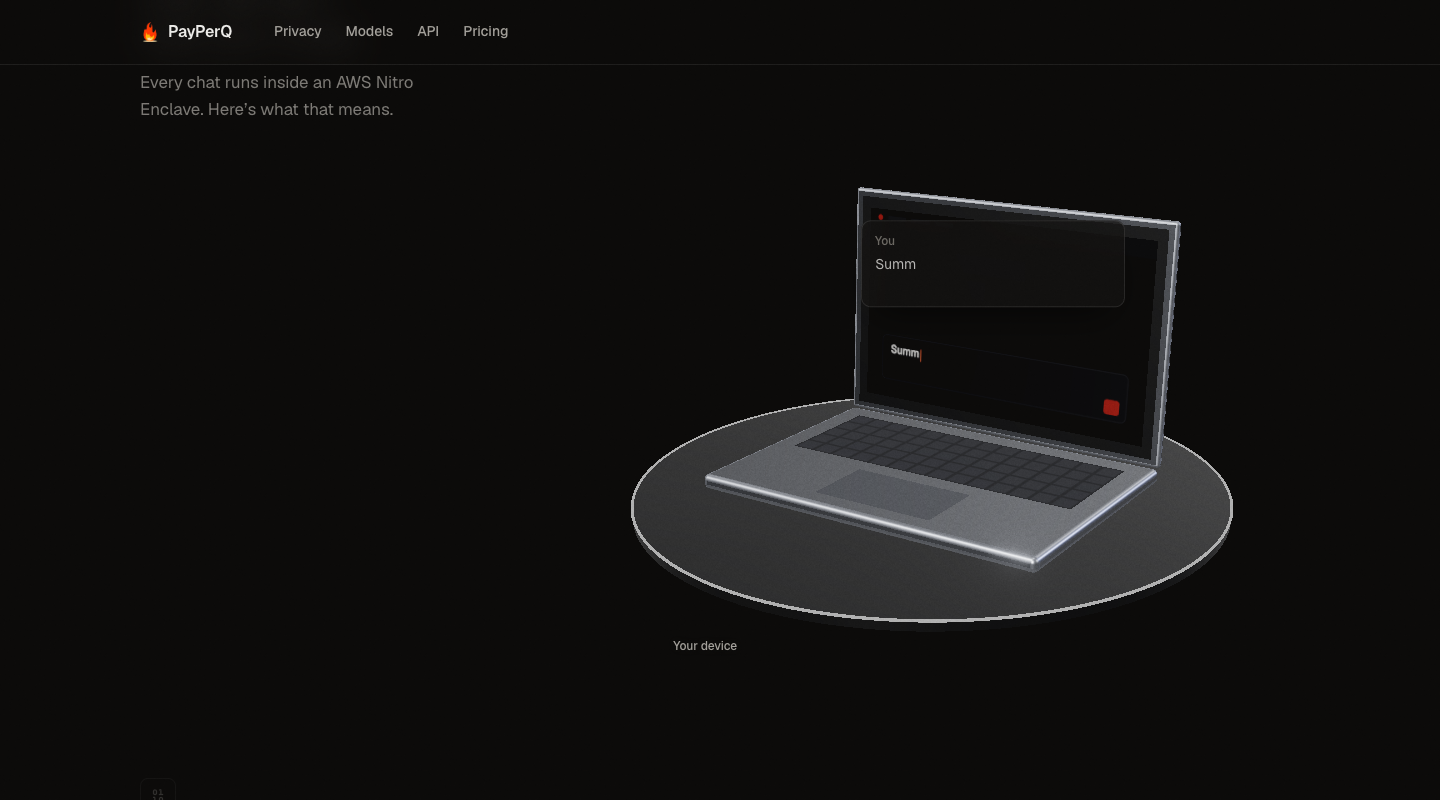 PayPerQ
Privacy
Models
API
Pricing
Every chat runs inside an AWS Nitro
Enclave. Here’s what that means.
You
Summ
Summ
Your device
01